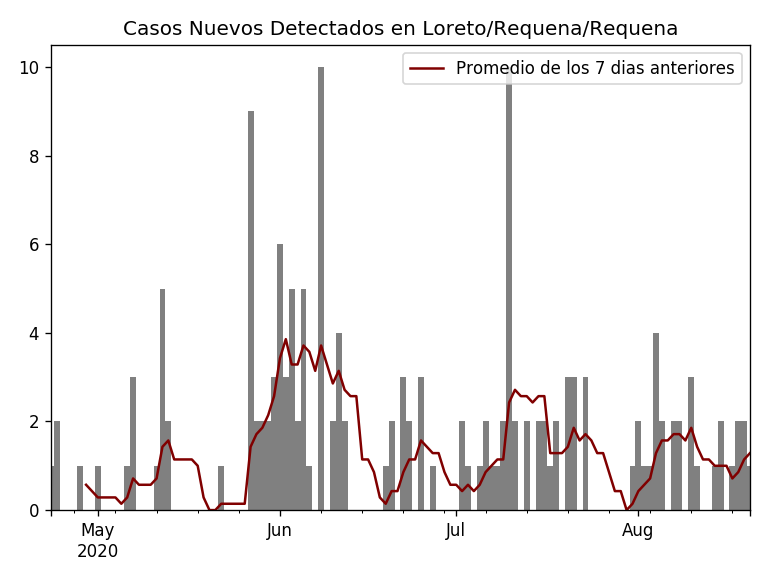 Casos Nuevos Detectados en Loreto/Requena/Requena
Promedio de los 7 dias anteriores
10
8
6
4
2
0
May Jun Jul Aug
2020